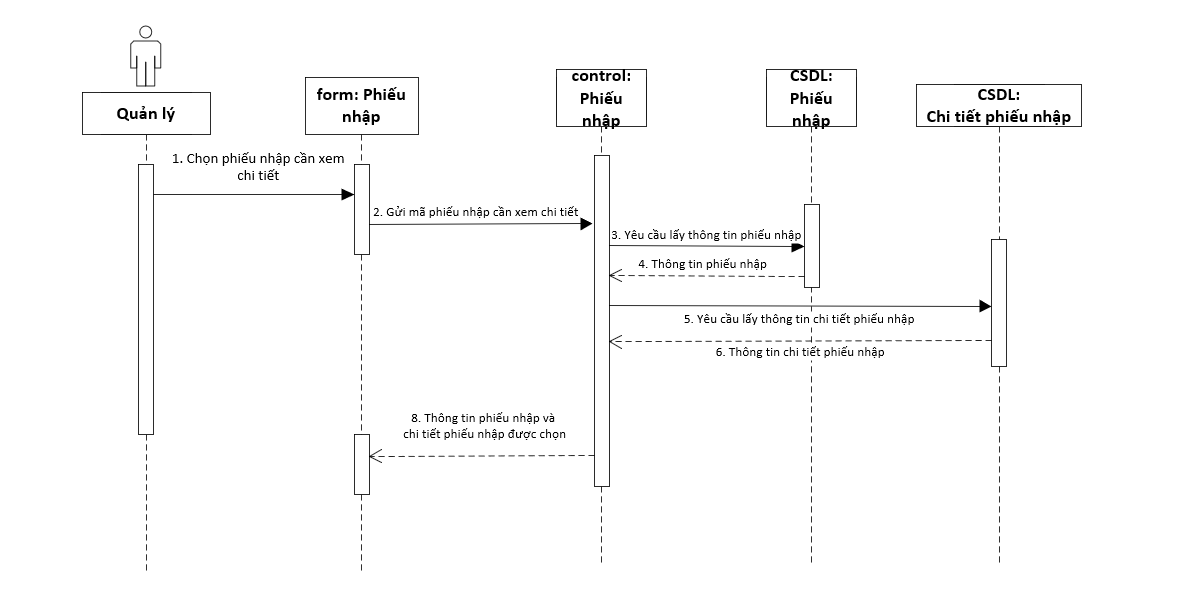 Quản lý
form: Phiếu
nhập
control:
Phiếu
nhập
CSDL:
Phiếu
nhập
CSDL:
Chi tiết phiếu nhập
1. Chọn phiếu nhập cần xem
chi tiết
2. Gửi mã phiếu nhập cần xem chi tiết
3. Yêu cầu lấy thông tin phiếu nhập
4. Thông tin phiếu nhập
5. Yêu cầu lấy thông tin chi tiết phiếu nhập
6. Thông tin chi tiết phiếu nhập
8. Thông tin phiếu nhập và
chi tiết phiếu nhập được chọn